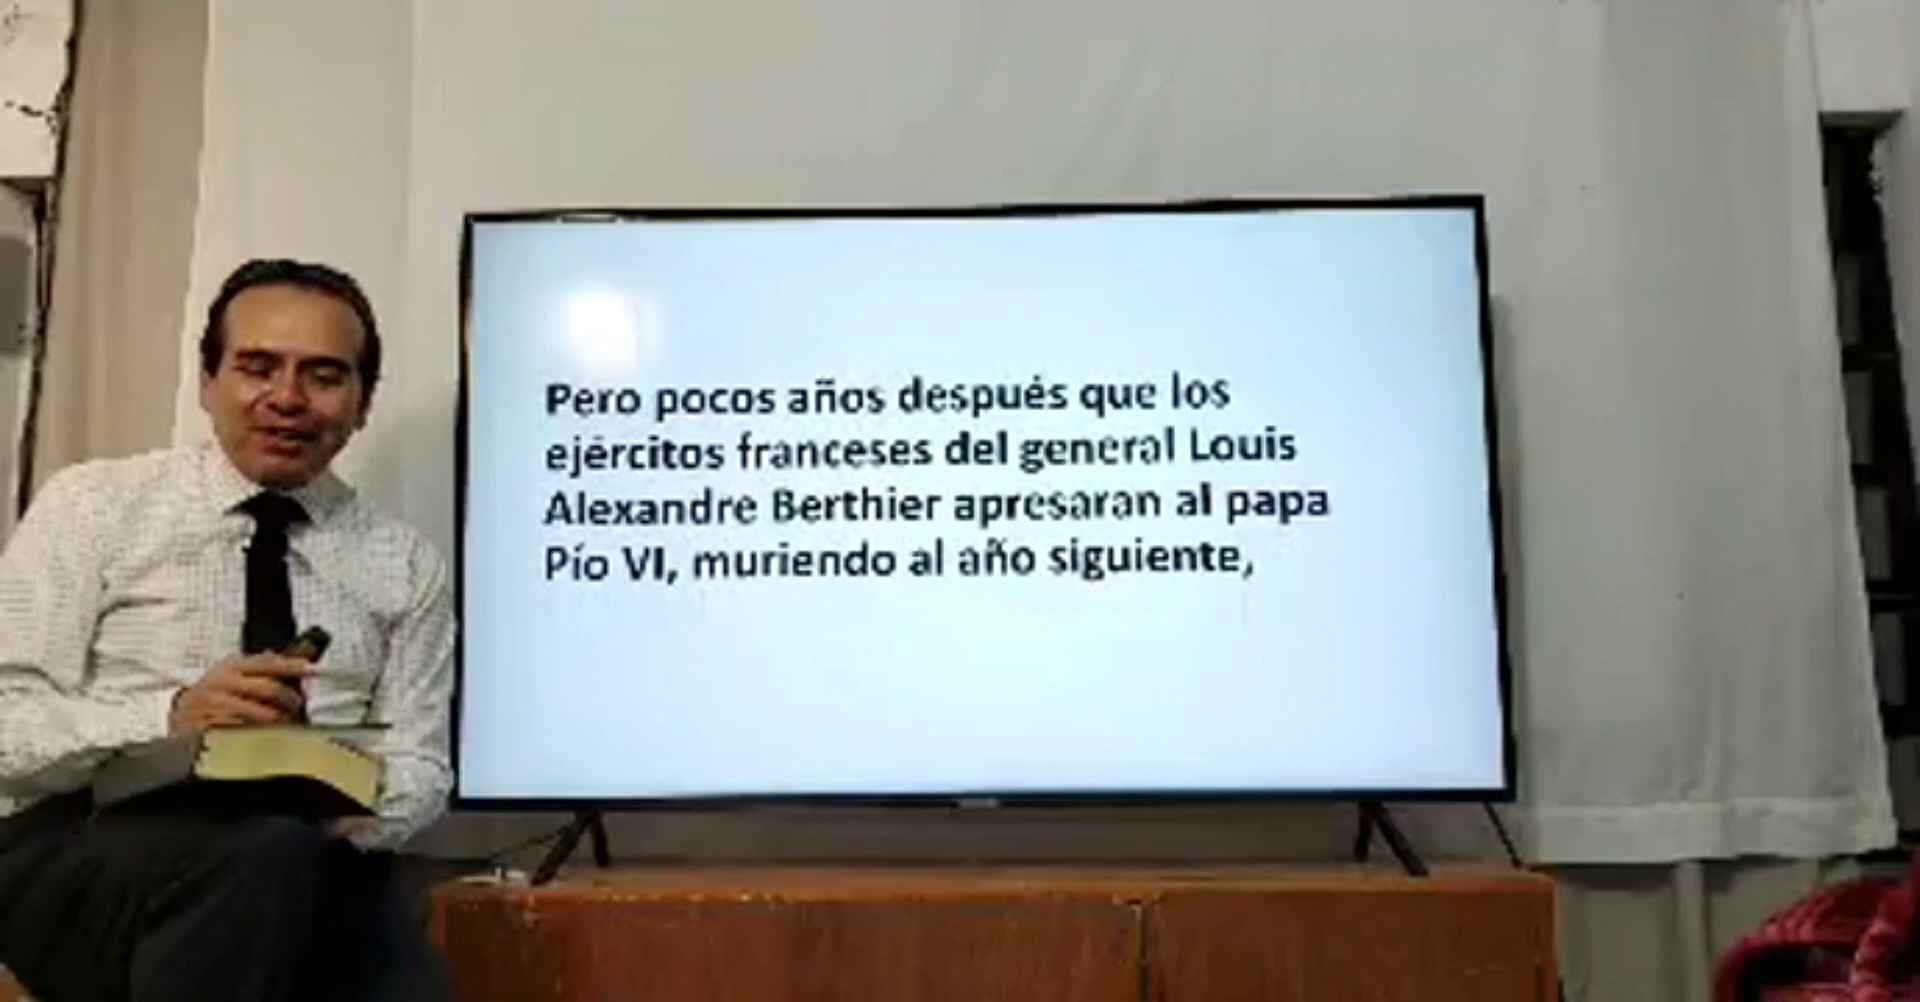 Pero pocos años después que los
ejércitos franceses del general Louis
Alexandre Berthier apresaran al papa
Pío VI, muriendo al año siguiente,